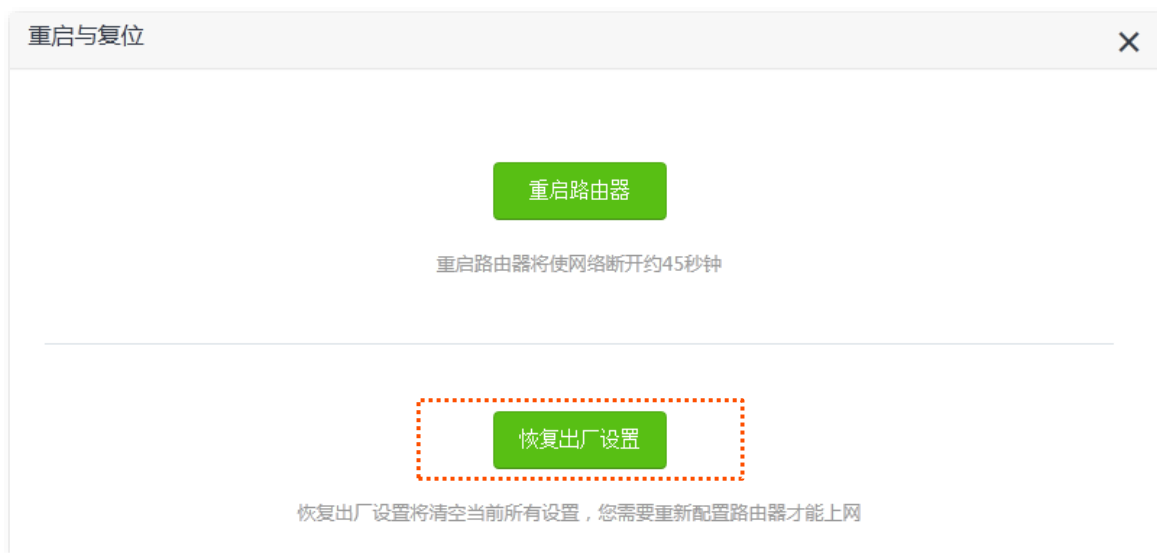 重启与复位
重启路由器
重启路由器将使网络断开约45秒钟
恢复出厂设置
恢复出厂设置将清空当前所有设置，您需要重新配置路由器才能上网